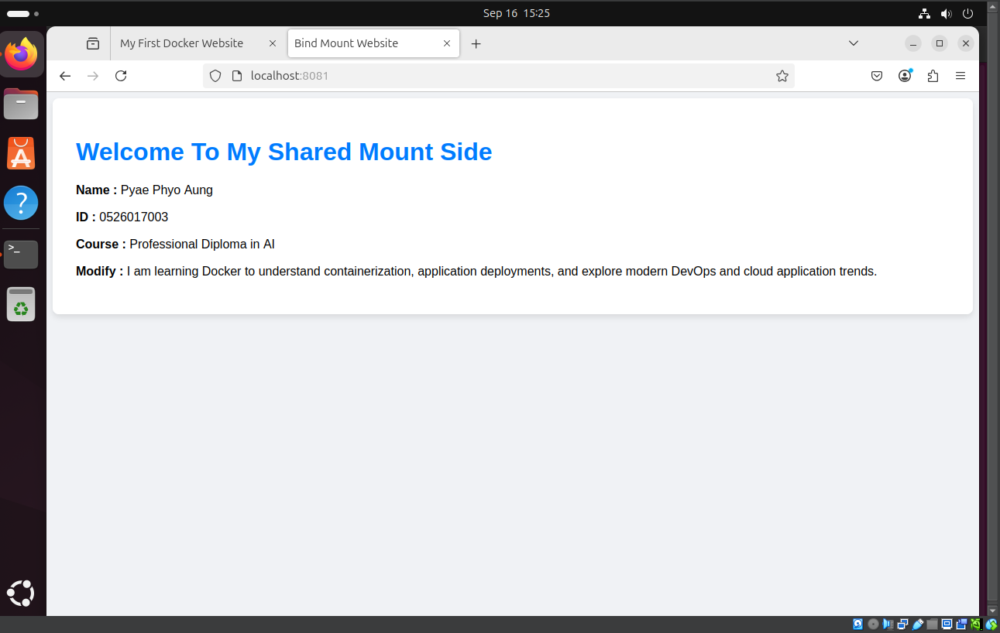 Sep 16 15:25
My First Docker Website
Bind Mount Website
localhost:8081
Welcome To My Shared Mount Side
Name : Pyae Phyo Aung
ID : 0526017003
Course : Professional Diploma in AI
Modify : I am learning Docker to understand containerization, application deployments, and explore modern DevOps and cloud application trends.